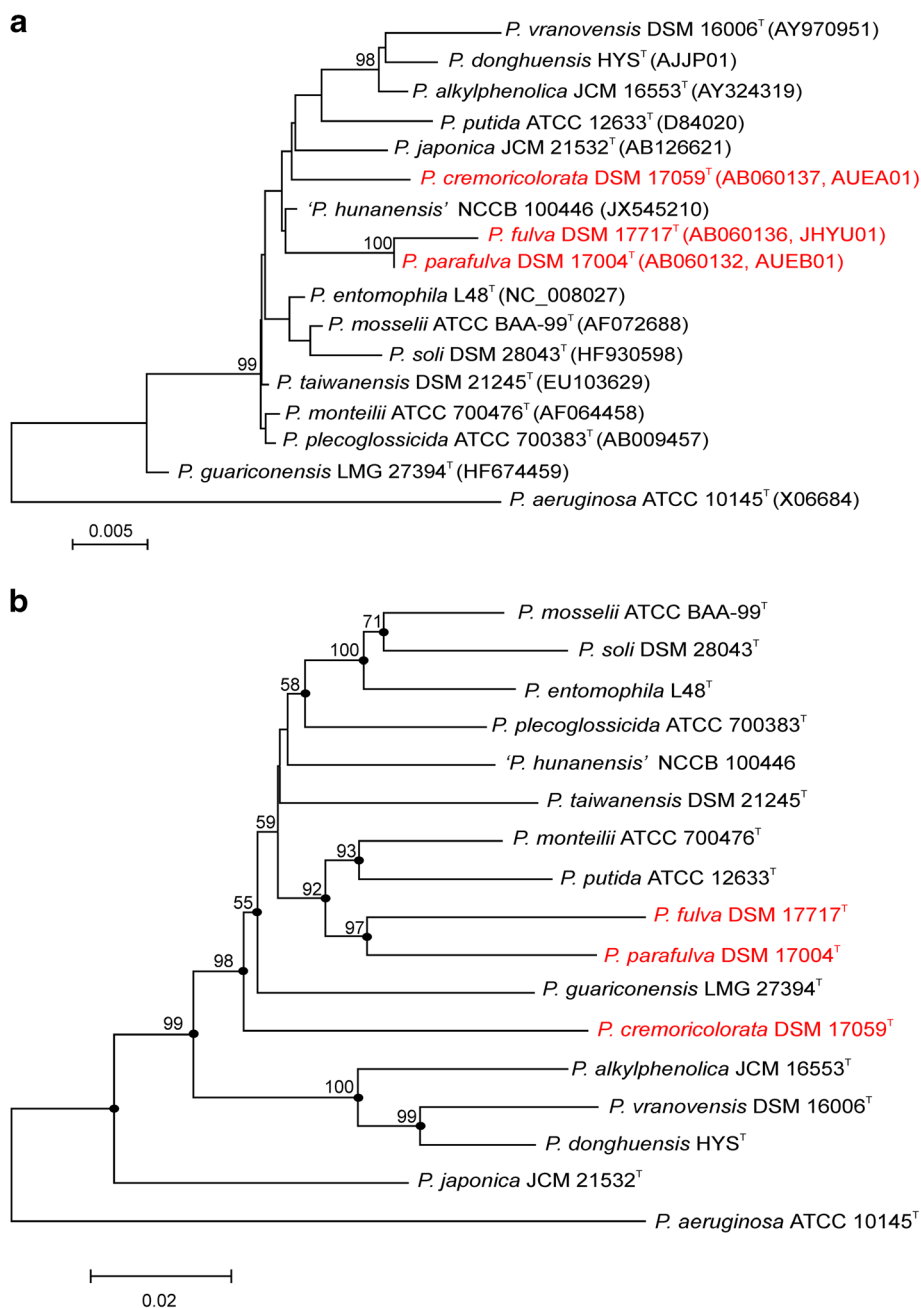 a
P. vranovensis DSM 16006ᵀ (AY970951)
98
P. donghuensis HYSᵀ (AJJP01)
P. alkylphenolica JCM 16553ᵀ (AY324319)
P. putida ATCC 12633ᵀ (D84020)
P. japonica JCM 21532ᵀ (AB126621)
P. cremoricolorata DSM 17059ᵀ (AB060137, AUEA01)
‘P. hunanensis’ NCCB 100446 (JX545210)
P. fulva DSM 17717ᵀ (AB060136, JHYU01)
100
P. parafulva DSM 17004ᵀ (AB060132, AUEB01)
P. entomophila L48ᵀ (NC_008027)
P. mosselii ATCC BAA-99ᵀ (AF072688)
P. soli DSM 28043ᵀ (HF930598)
99
P. taiwanensis DSM 21245ᵀ (EU103629)
P. monteilii ATCC 700476ᵀ (AF064458)
P. plecoglossicida ATCC 700383ᵀ (AB009457)
P. guariconensis LMG 27394ᵀ (HF674459)
P. aeruginosa ATCC 10145ᵀ (X06684)
0.005
b
P. mosselii ATCC BAA-99ᵀ
71
P. soli DSM 28043ᵀ
100
P. entomophila L48ᵀ
58
P. plecoglossicida ATCC 700383ᵀ
‘P. hunanensis’ NCCB 100446
P. taiwanensis DSM 21245ᵀ
59
P. monteilii ATCC 700476ᵀ
93
P. putida ATCC 12633ᵀ
92
P. fulva DSM 17717ᵀ
55
97
P. parafulva DSM 17004ᵀ
98
P. guariconensis LMG 27394ᵀ
P. cremoricolorata DSM 17059ᵀ
99
P. alkylphenolica JCM 16553ᵀ
100
P. vranovensis DSM 16006ᵀ
99
P. donghuensis HYSᵀ
P. japonica JCM 21532ᵀ
P. aeruginosa ATCC 10145ᵀ
0.02